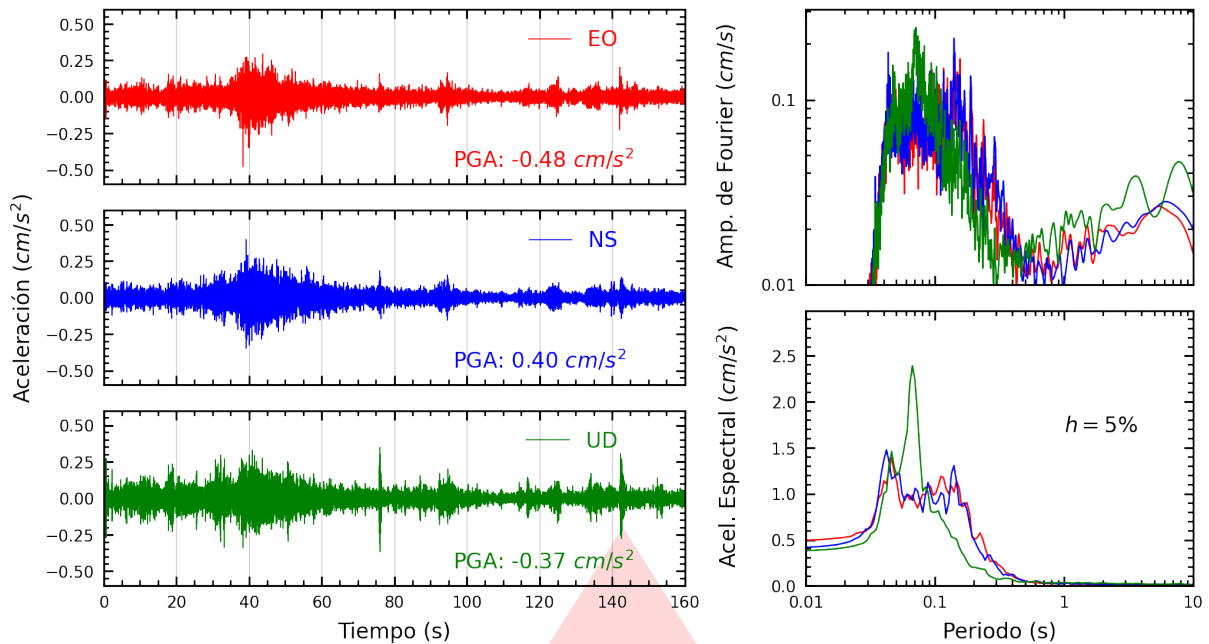 Aceleración (cm/s²)
0.50
0.25
0.00
−0.25
−0.50
EO
PGA: -0.48 cm/s²
0.50
0.25
0.00
−0.25
−0.50
NS
PGA: 0.40 cm/s²
0.50
0.25
0.00
−0.25
−0.50
UD
PGA: -0.37 cm/s²
0 20 40 60 80 100 120 140 160
Tiempo (s)
Amp. de Fourier (cm/s)
0.1
0.01
Acel. Espectral (cm/s²)
2.5
2.0
1.5
1.0
0.5
0.0
h = 5%
0.01 0.1 1 10
Periodo (s)